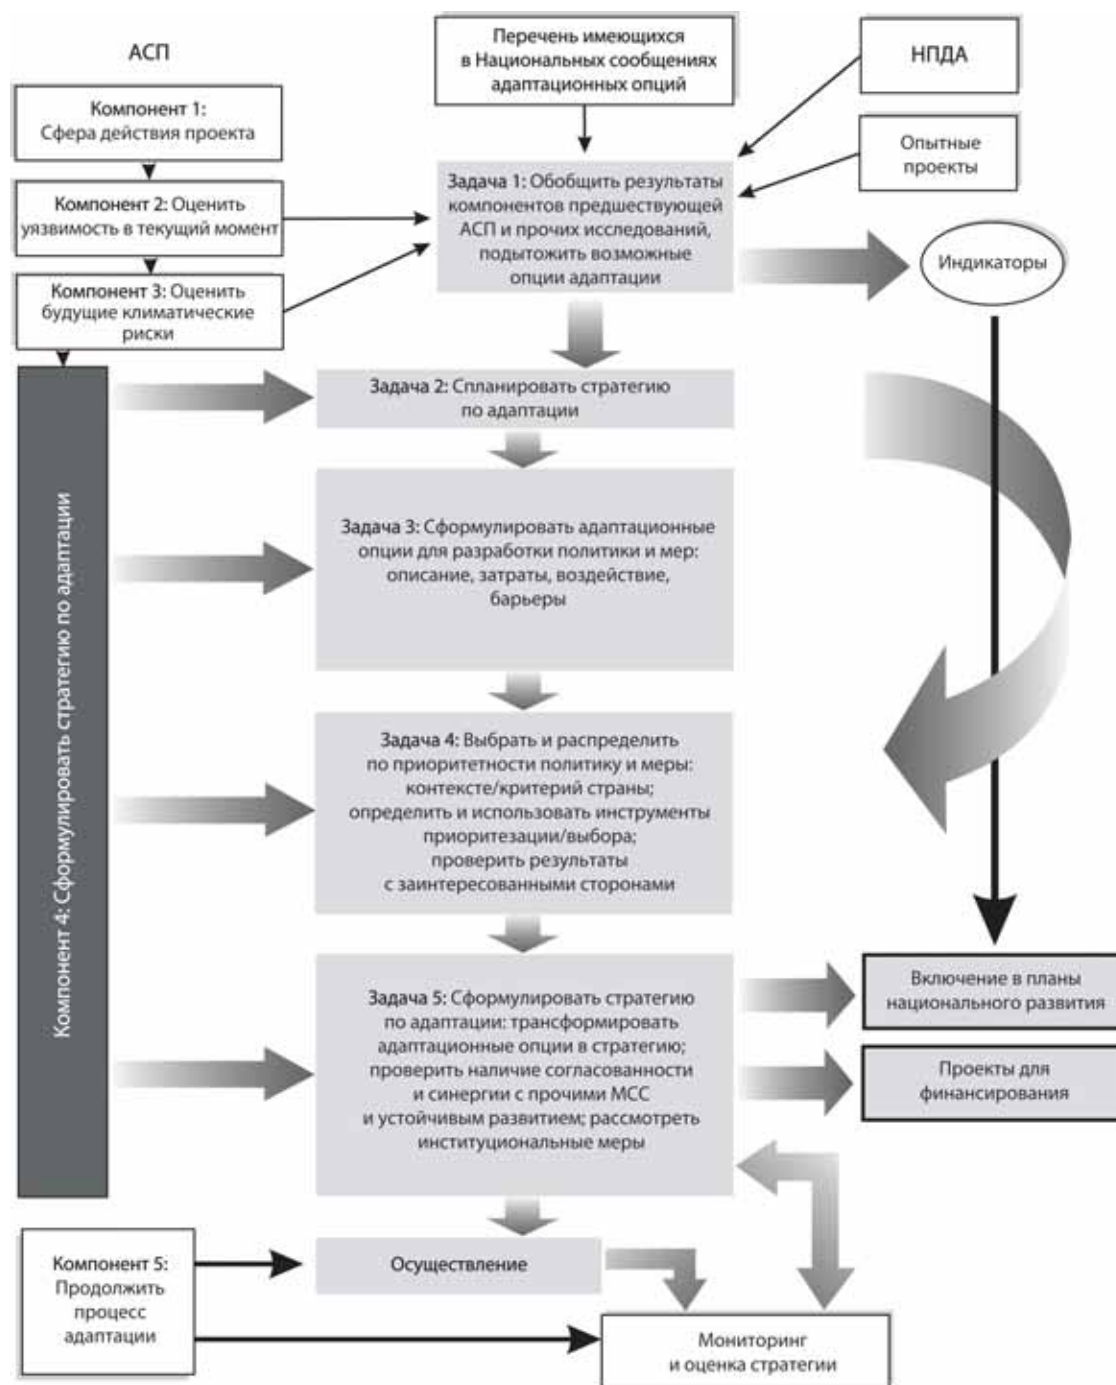 АСП
Перечень имеющихся
в Национальных сообщениях
адаптационных опций
НПДА
Компонент 1:
Сфера действия проекта
Опытные
проекты
Задача 1: Обобщить результаты
компонентов предшествующей
АСП и прочих исследований,
подытожить возможные
опции адаптации
Компонент 2: Оценить
уязвимость в текущий момент
Индикаторы
Компонент 3: Оценить
будущие климатические
риски
Компонент 4: Сформулировать стратегию по адаптации
Задача 2: Спланировать стратегию
по адаптации
Задача 3: Сформулировать адаптационные
опции для разработки политики и мер:
описание, затраты, воздействие,
барьеры
Задача 4: Выбрать и распределить
по приоритетности политику и меры:
контексте/критерий страны;
определить и использовать инструменты
приоритезации/выбора;
проверить результаты
с заинтересованными сторонами
Задача 5: Сформулировать стратегию
по адаптации: трансформировать
адаптационные опции в стратегию;
проверить наличие согласованности
и синергии с прочими МСС
и устойчивым развитием; рассмотреть
институциональные меры
Включение в планы
национального развития
Проекты для
финансирования
Компонент 5:
Продолжить
процесс
адаптации
Осуществление
Мониторинг
и оценка стратегии